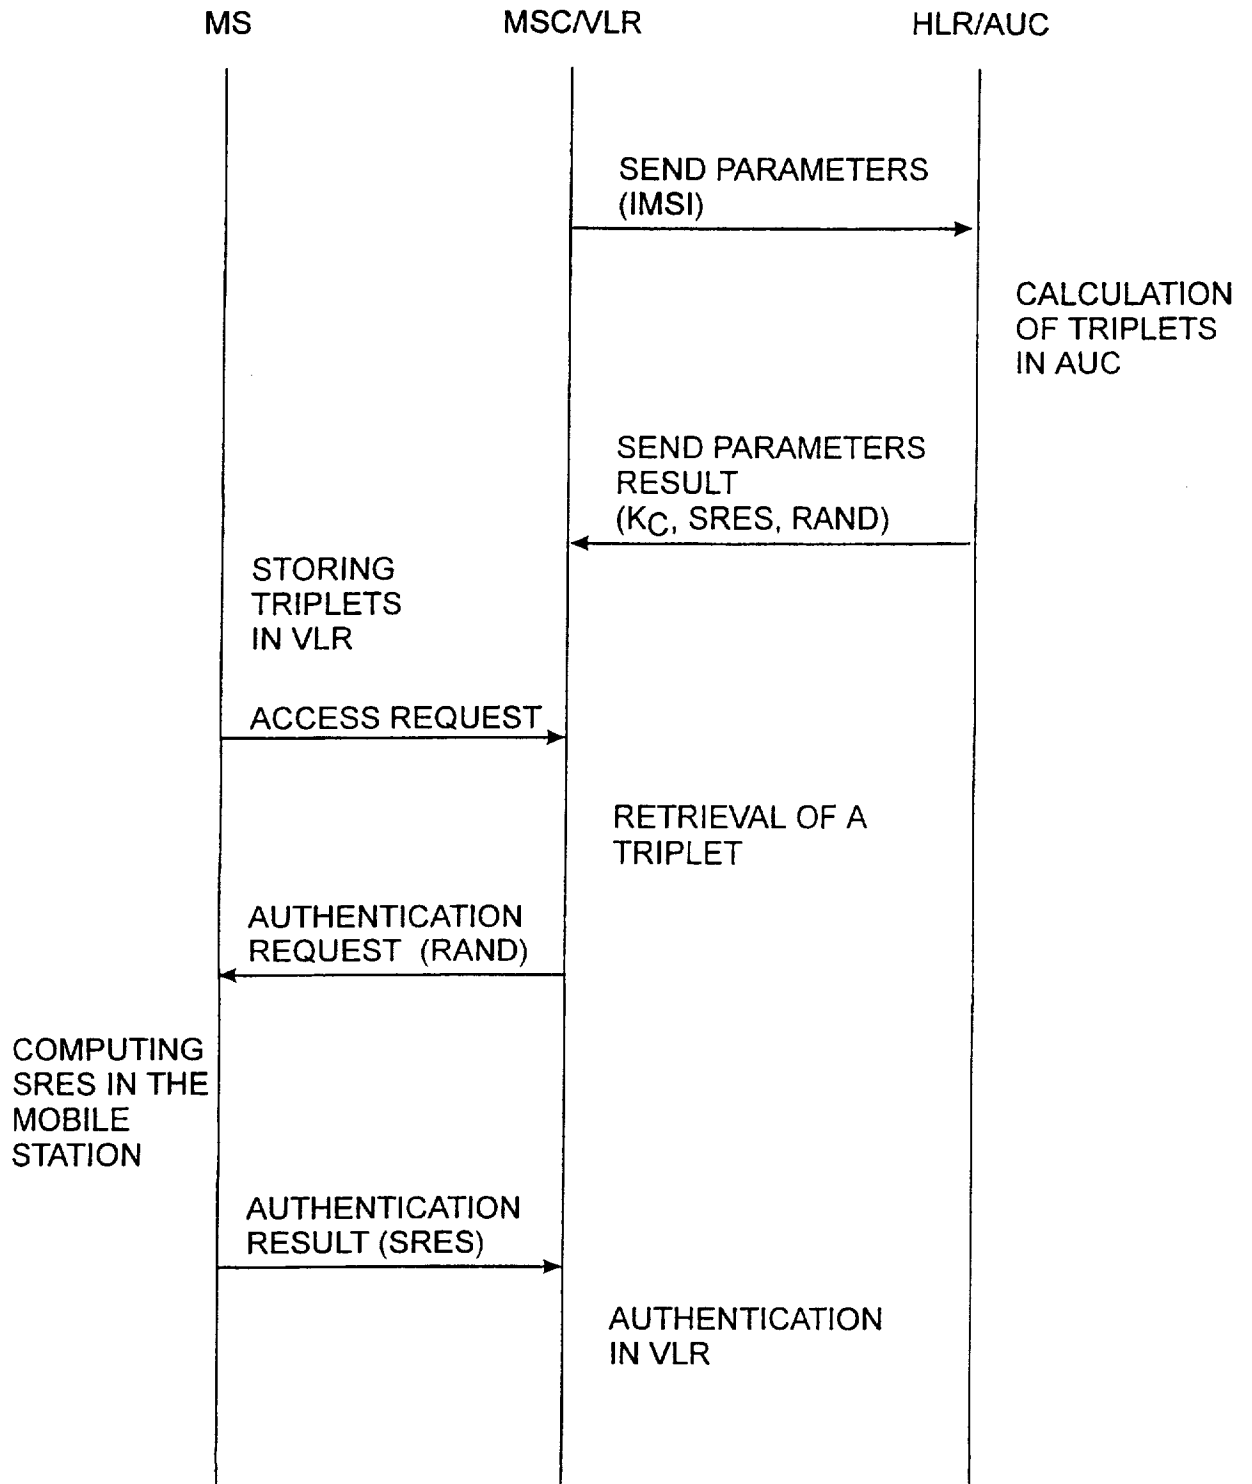 MS
MSC/VLR
HLR/AUC
SEND PARAMETERS
(IMSI)
CALCULATION
OF TRIPLETS
IN AUC
SEND PARAMETERS
RESULT
(KC, SRES, RAND)
STORING
TRIPLETS
IN VLR
ACCESS REQUEST
RETRIEVAL OF A
TRIPLET
AUTHENTICATION
REQUEST (RAND)
COMPUTING
SRES IN THE
MOBILE
STATION
AUTHENTICATION
RESULT (SRES)
AUTHENTICATION
IN VLR